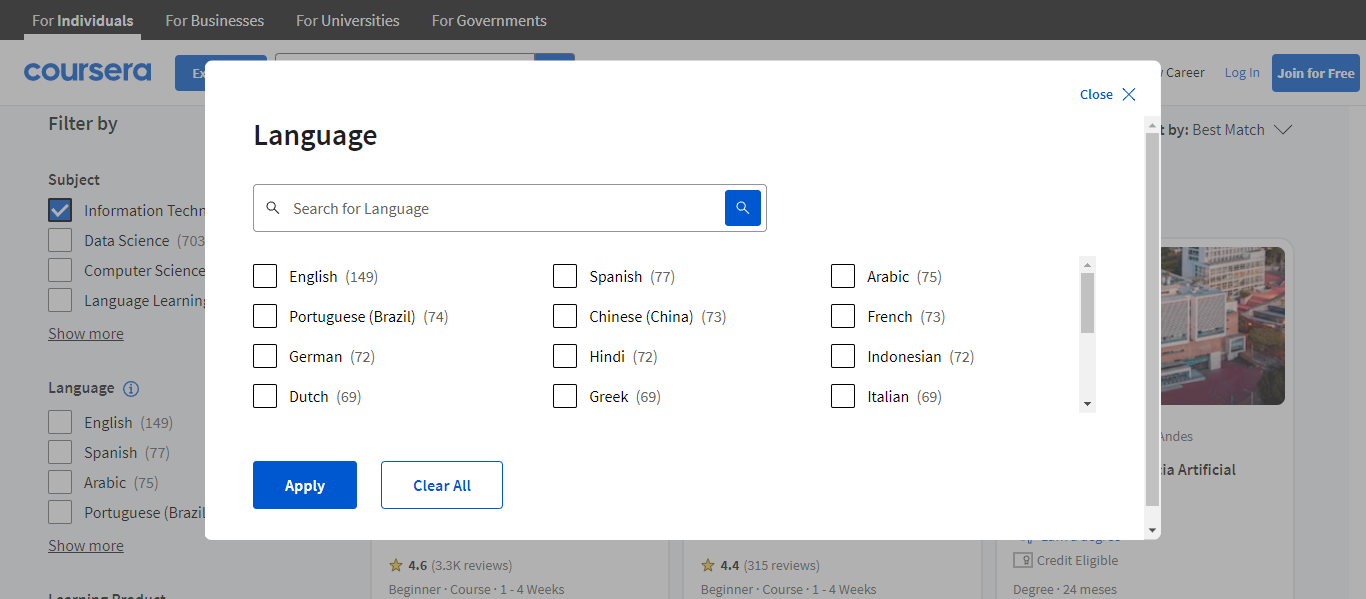 For Individuals For Businesses For Universities For Governments
coursera Ex Career Log In Join for Free
Close
Filter by
Language
t by: Best Match
Subject
Search for Language
Information Techn
Data Science (703
Computer Science
Language Learning
Show more
English (149) Spanish (77) Arabic (75)
Portuguese (Brazil) (74) Chinese (China) (73) French (73)
German (72) Hindi (72) Indonesian (72)
Dutch (69) Greek (69) Italian (69)
Language
English (149)
Spanish (77)
Arabic (75)
Portuguese (Brazil
Show more
Apply Clear All
Andes
ia Artificial
4.6 (3.3K reviews) 4.4 (315 reviews)
Credit Eligible
Beginner · Course · 1 - 4 Weeks Beginner · Course · 1 - 4 Weeks Degree · 24 meses
Learning Product